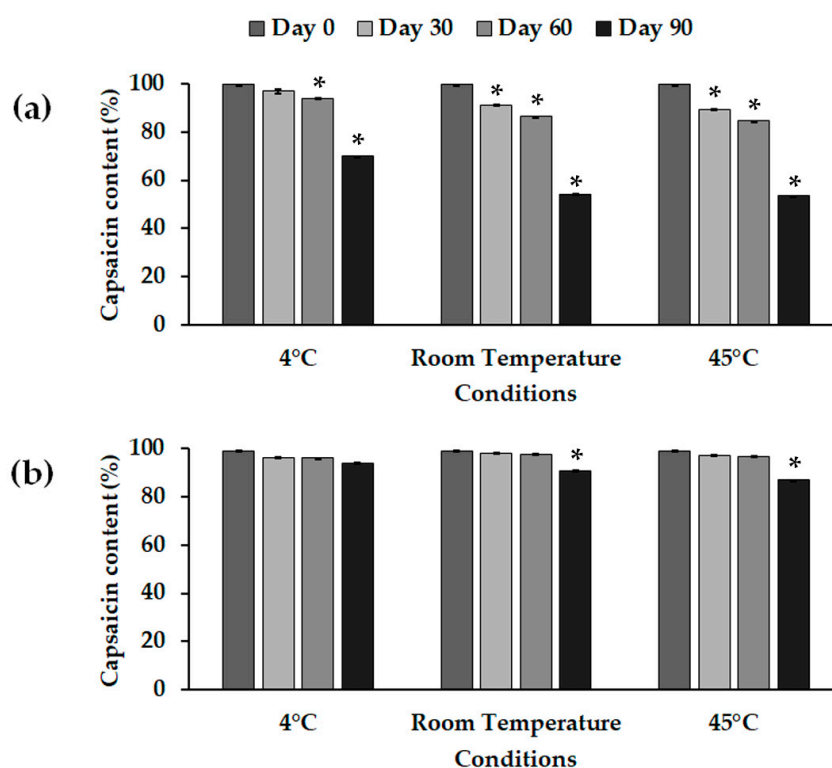 Day 0 Day 30 Day 60 Day 90
(a)
Capsaicin content (%)
100
80
60
40
20
0
* * * * * * * *
4°C Room Temperature 45°C
Conditions
(b)
Capsaicin content (%)
100
80
60
40
20
0
* *
4°C Room Temperature 45°C
Conditions